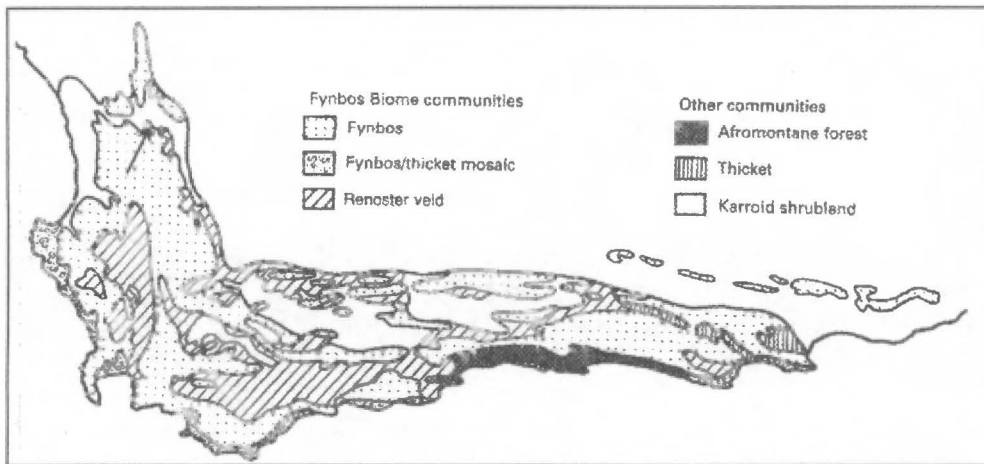 Fynbos Biome communities
Fynbos
Fynbos/thicket mosaic
Renoster veld
Other communities
Afromontane forest
Thicket
Karroid shrubland